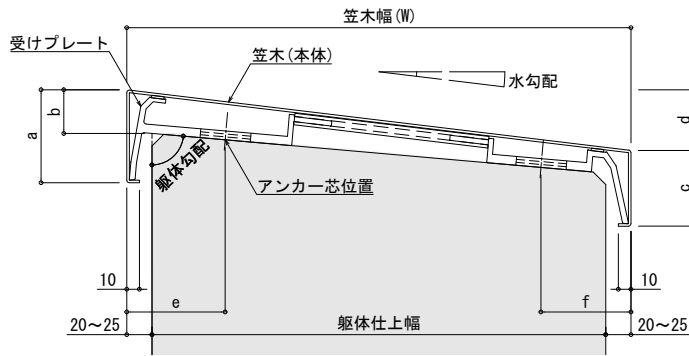 笠木幅(W)
受けプレート
笠木(本体)
水勾配
a
b
d
c
躯体勾配
アンカー芯位置
10
10
e
f
20～25
躯体仕上幅
20～25